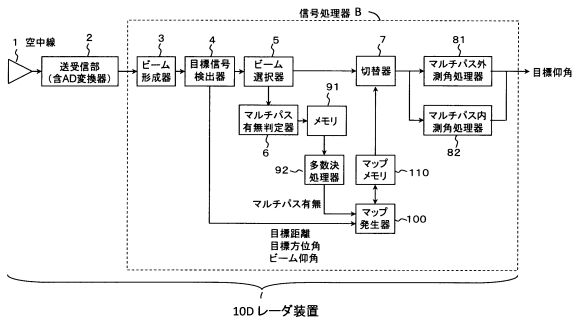 信号処理器 B
1 空中線
2
送受信部
(含AD変換器)
3
ビーム
形成器
4
目標信号
検出器
5
ビーム
選択器
7
切替器
81
マルチパス外
測角処理器
目標仰角
マルチパス内
測角処理器
82
マルチパス
有無判定器
6
91
メモリ
92
多数決
処理器
マップ
メモリ
110
マルチパス有無
マップ
発生器
100
目標距離
目標方位角
ビーム仰角
10D レーダ装置